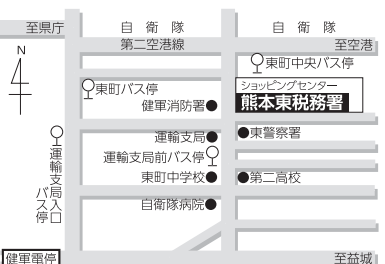 至県庁
自衛隊
自衛隊
第二空港線
至空港
N
東町中央バス停
東町バス停
ショッピングセンター
熊本東税務署
健軍消防署
運輸支局
東警察署
運輸支局前バス停
運輸支局入口
バス停
東町中学校
第二高校
自衛隊病院
健軍電停
至益城